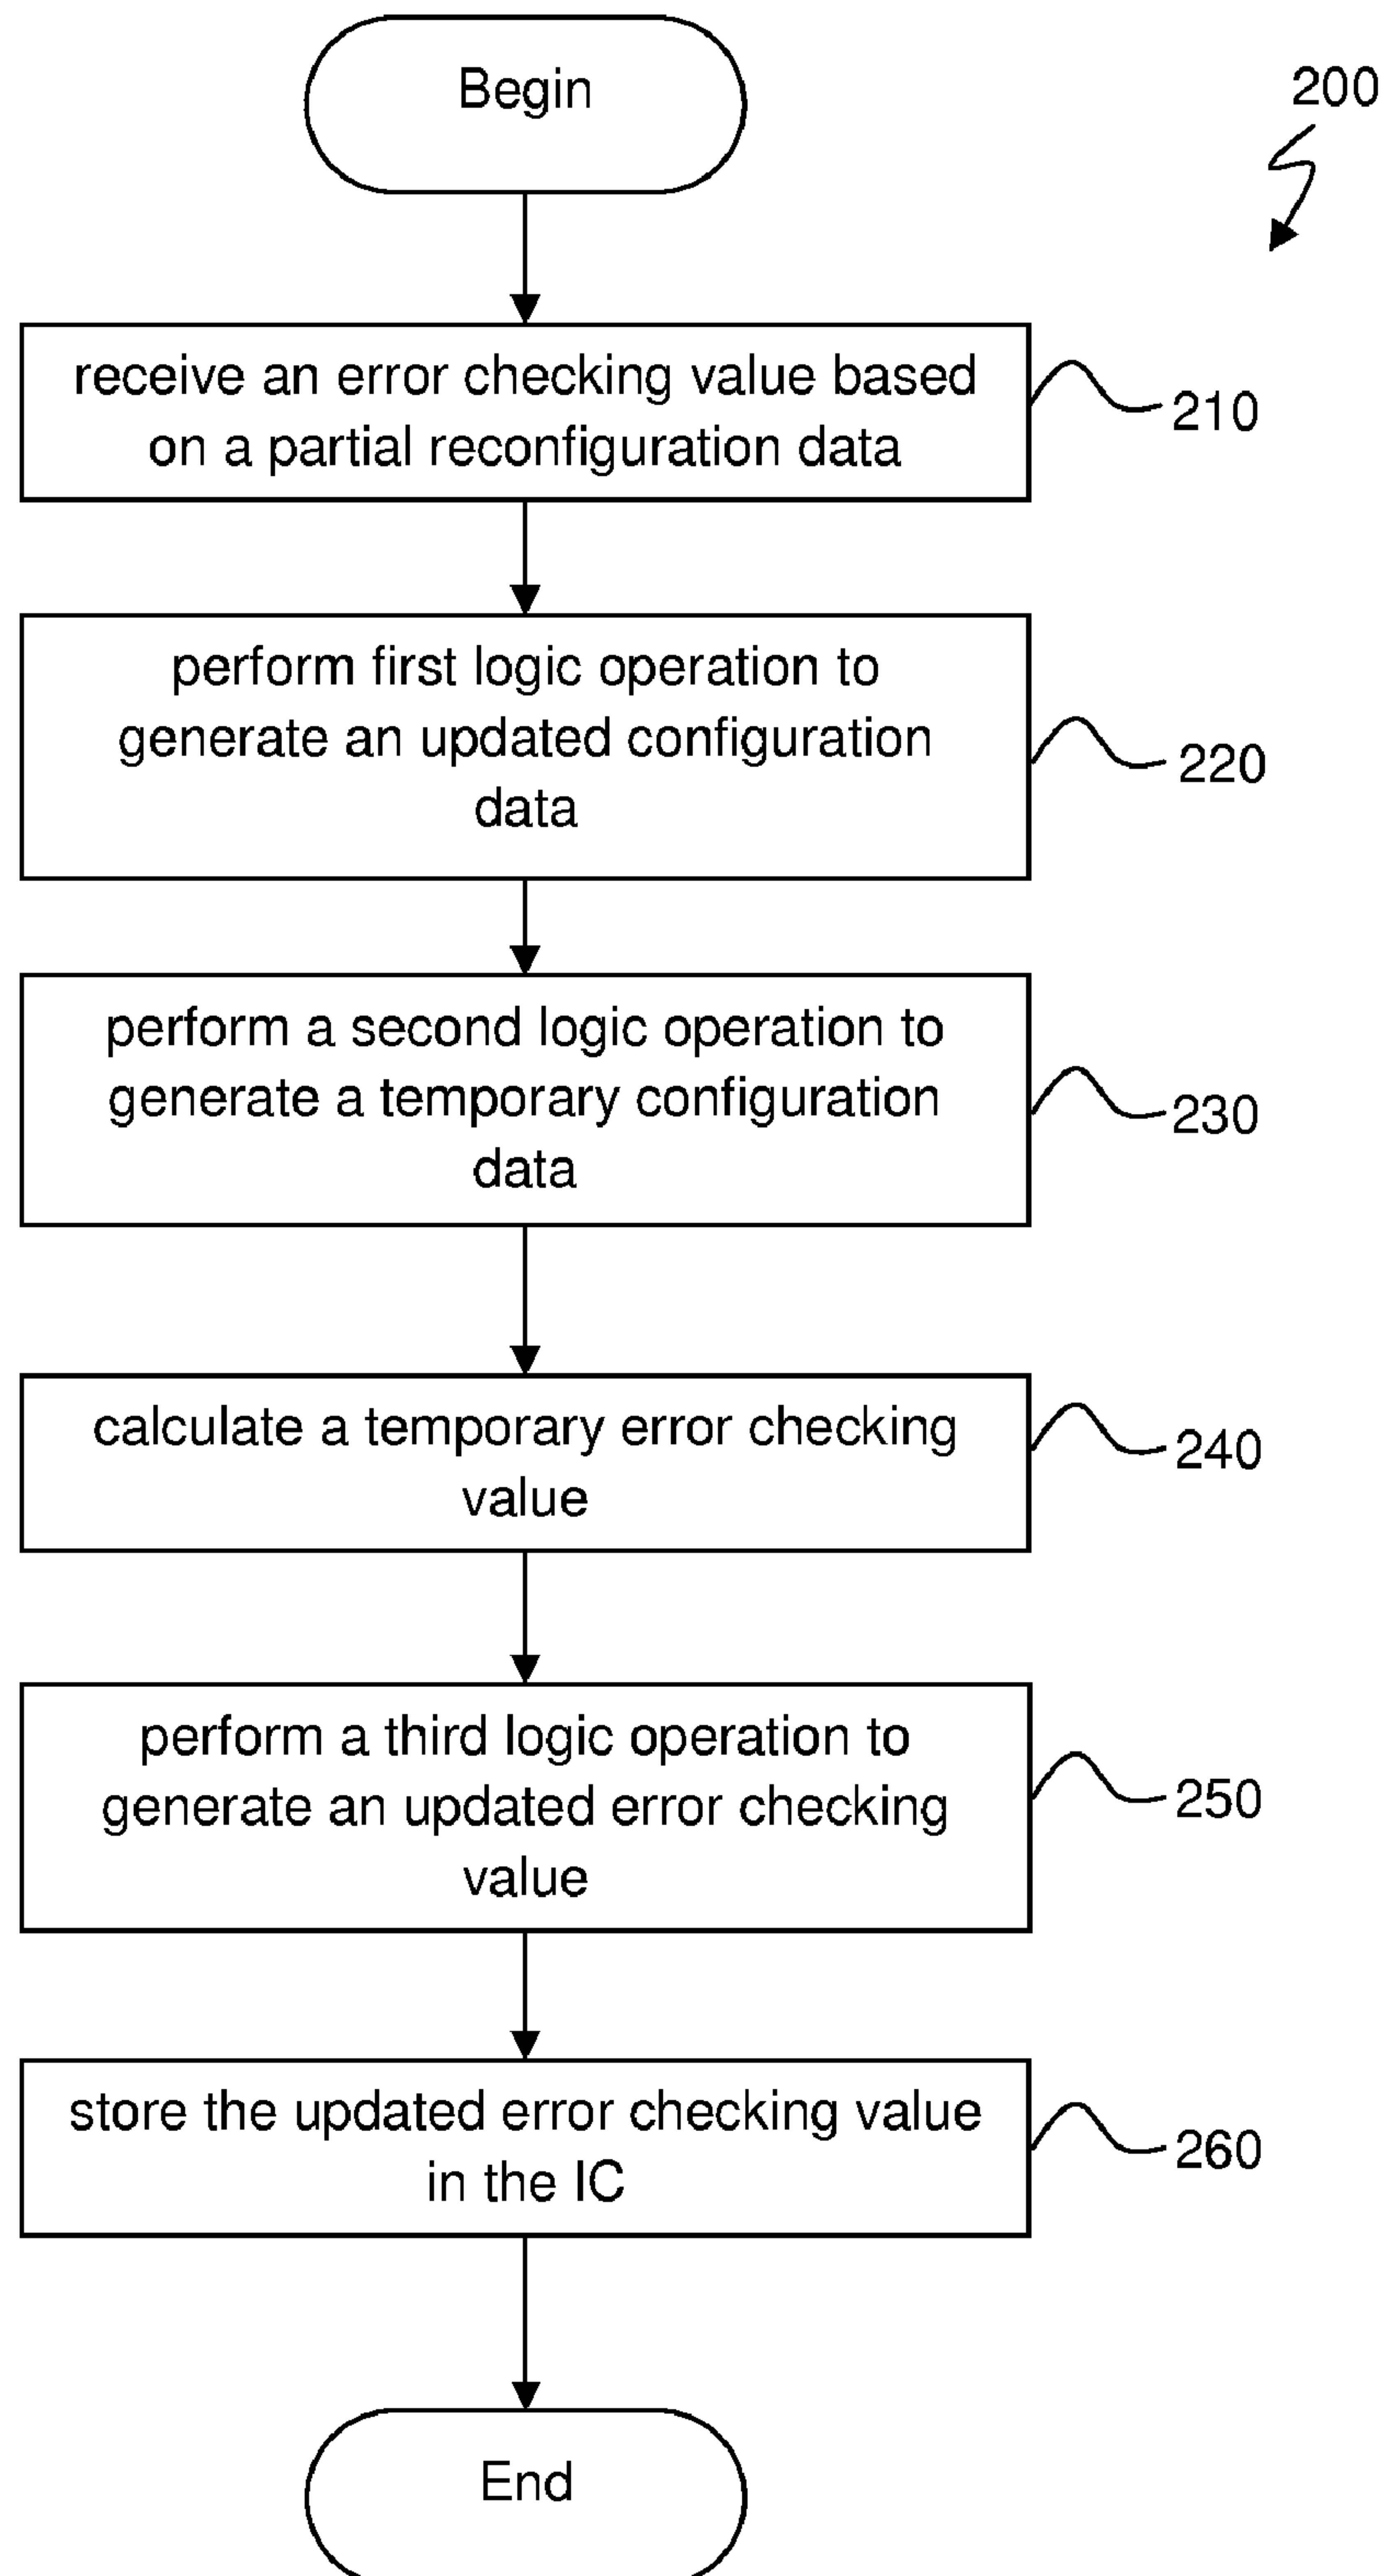 Begin
200
receive an error checking value based
on a partial reconfiguration data
210
perform first logic operation to
generate an updated configuration
data
220
perform a second logic operation to
generate a temporary configuration
data
230
calculate a temporary error checking
value
240
perform a third logic operation to
generate an updated error checking
value
250
store the updated error checking value
in the IC
260
End